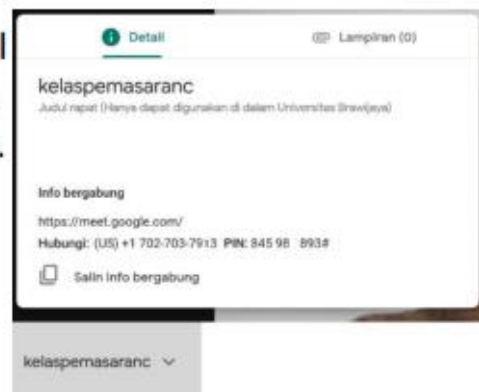 Detail
Lampiran (0)
kelaspemasaranc
Judul rapat (Hanya dapat digunakan di dalam Universitas Brawijaya)
Info bergabung
https://meet.google.com/
Hubungi: (US) +1 702-703-7913 PIN: 845 98 893#
Salin info bergabung
kelaspemasaranc